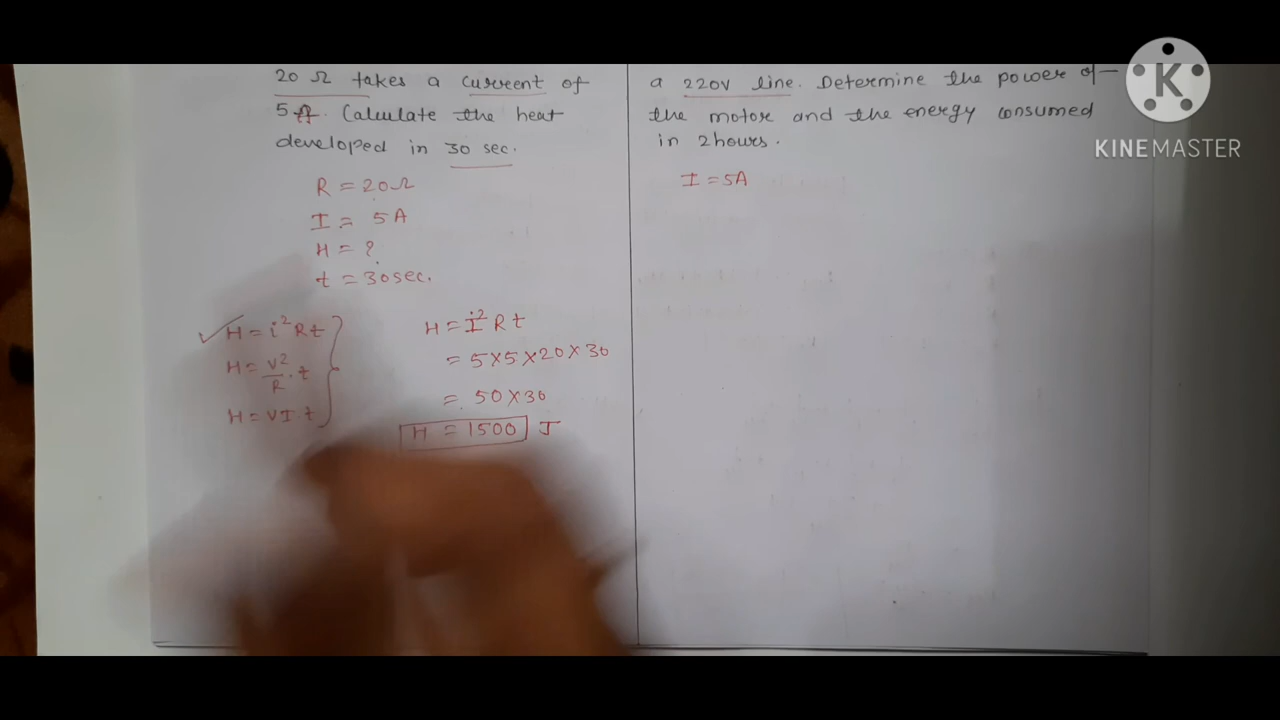 20 Ω takes a current of
5A. Calculate the heat
developed in 30 sec.
R = 20Ω
I = 5A
H = ?
t = 30sec.
✓H = i²Rt
H = V²/R . t
H = VI.t
H = I² R t
= 5×5×20×30
= 50×30
H = 1500 J
a 220V line. Determine the power of
the motor and the energy consumed
in 2hours.
I = 5A
K
KINEMASTER